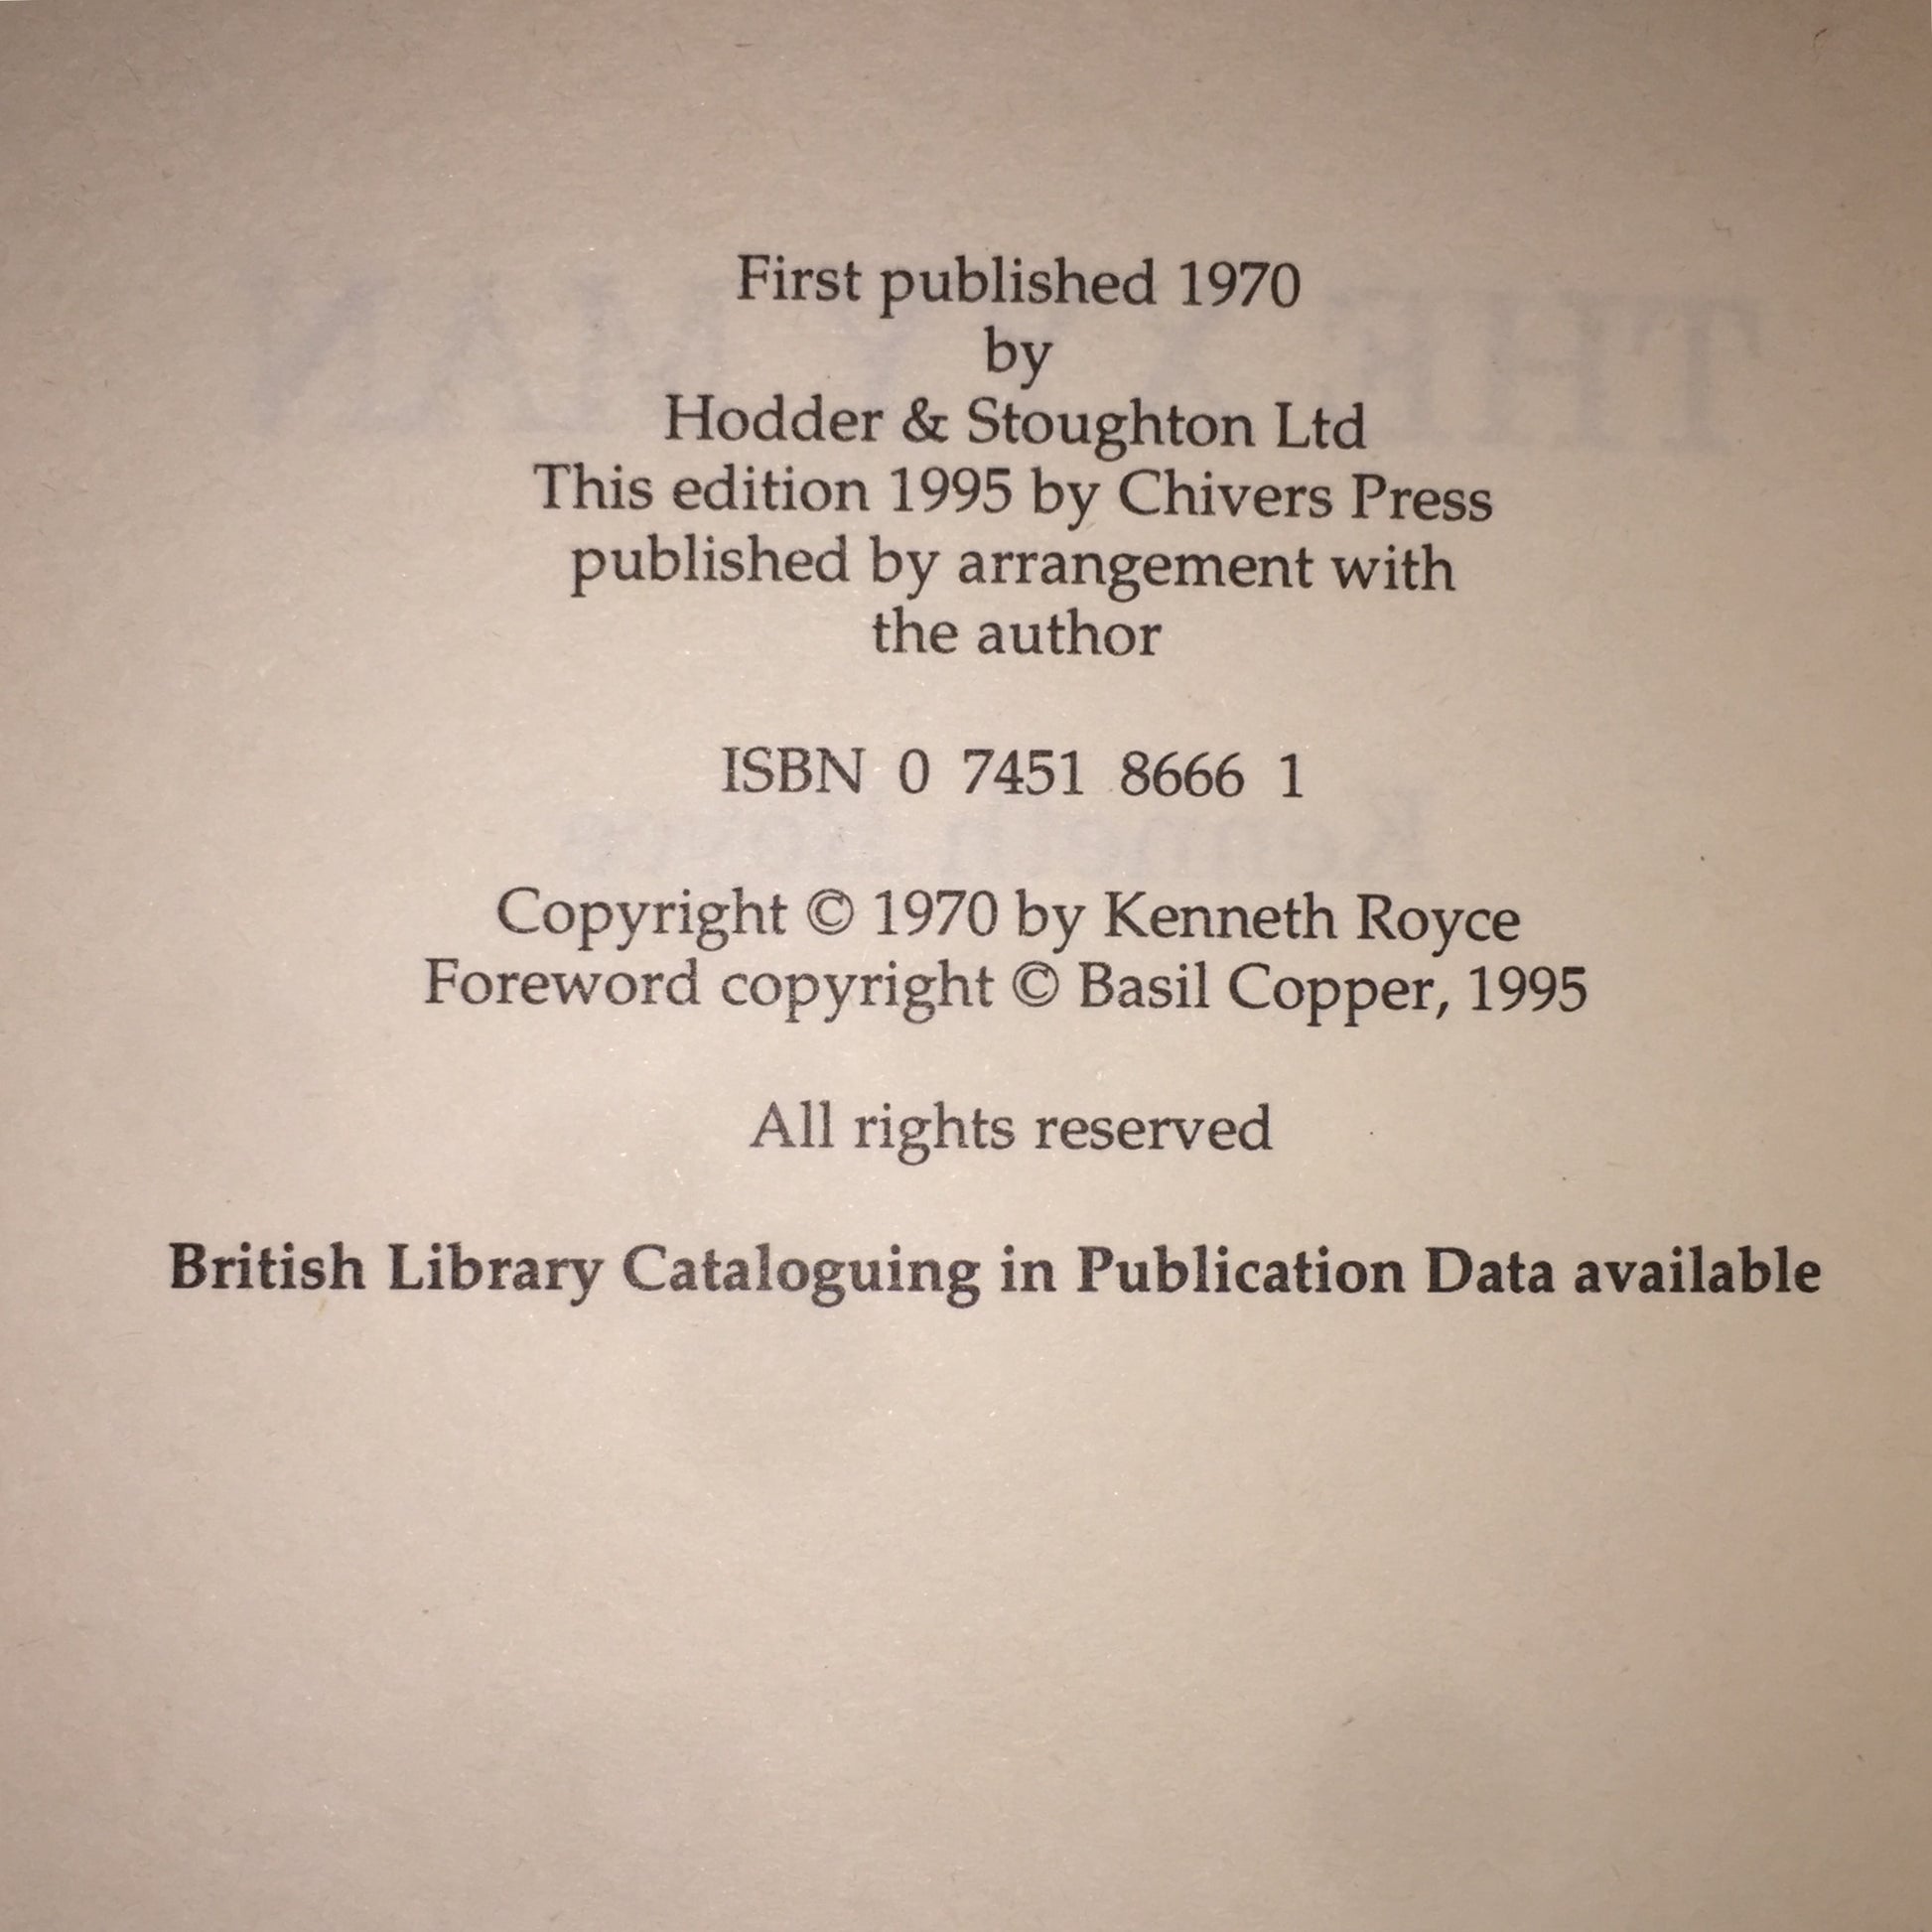 First published 1970
by
Hodder & Stoughton Ltd
This edition 1995 by Chivers Press
published by arrangement with
the author
ISBN 0 7451 8666 1
Copyright © 1970 by Kenneth Royce
Foreword copyright © Basil Copper, 1995
All rights reserved
British Library Cataloguing in Publication Data available